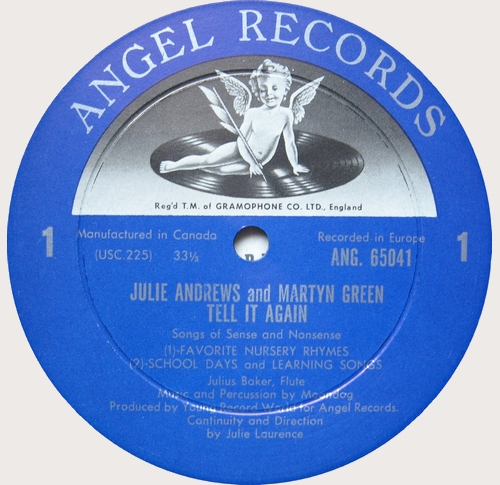 ANGEL RECORDS
Reg'd T.M. of GRAMOPHONE CO. LTD., England
1
Manufactured in Canada
Recorded in Europe
1
(USC.225) 33⅓
ANG. 65041
JULIE ANDREWS and MARTYN GREEN
TELL IT AGAIN
Songs of Sense and Nonsense
(1)-FAVORITE NURSERY RHYMES
(2)-SCHOOL DAYS and LEARNING SONGS
Julius Baker, Flute
Music and Percussion by Moondog
Produced by Young Record World for Angel Records.
Continuity and Direction
by Julie Laurence